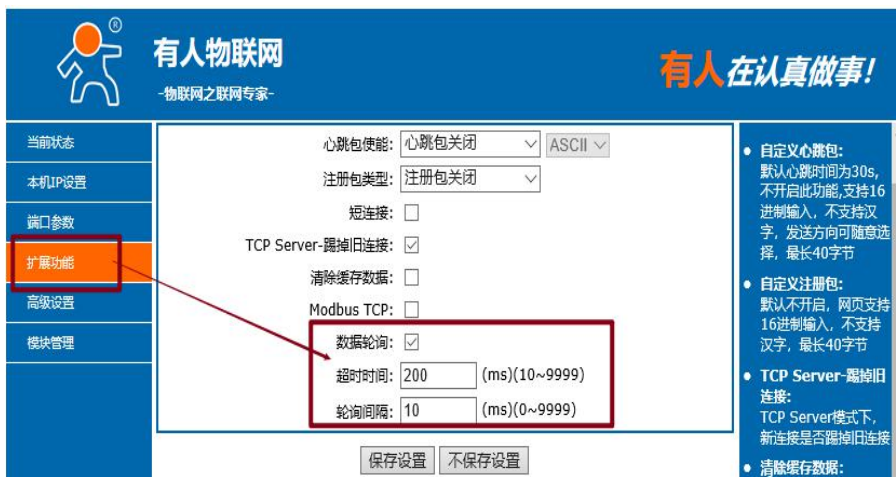 ®
有人物联网
-物联网之联网专家-
有人在认真做事!
当前状态
本机IP设置
端口参数
扩展功能
高级设置
模块管理
心跳包使能: 心跳包关闭 ASCII
注册包类型: 注册包关闭
短连接:
TCP Server-踢掉旧连接:
清除缓存数据:
Modbus TCP:
数据轮询:
超时时间: 200 (ms)(10~9999)
轮询间隔: 10 (ms)(0~9999)
保存设置 不保存设置
自定义心跳包:
默认心跳时间为30s,
不开启此功能,支持16
进制输入，不支持汉
字，发送方向可随意选
择，最长40字节
自定义注册包:
默认不开启，网页支持
16进制输入，不支持
汉字，最长40字节
TCP Server-踢掉旧
连接:
TCP Server模式下，
新连接是否踢掉旧连接
清除缓存数据: